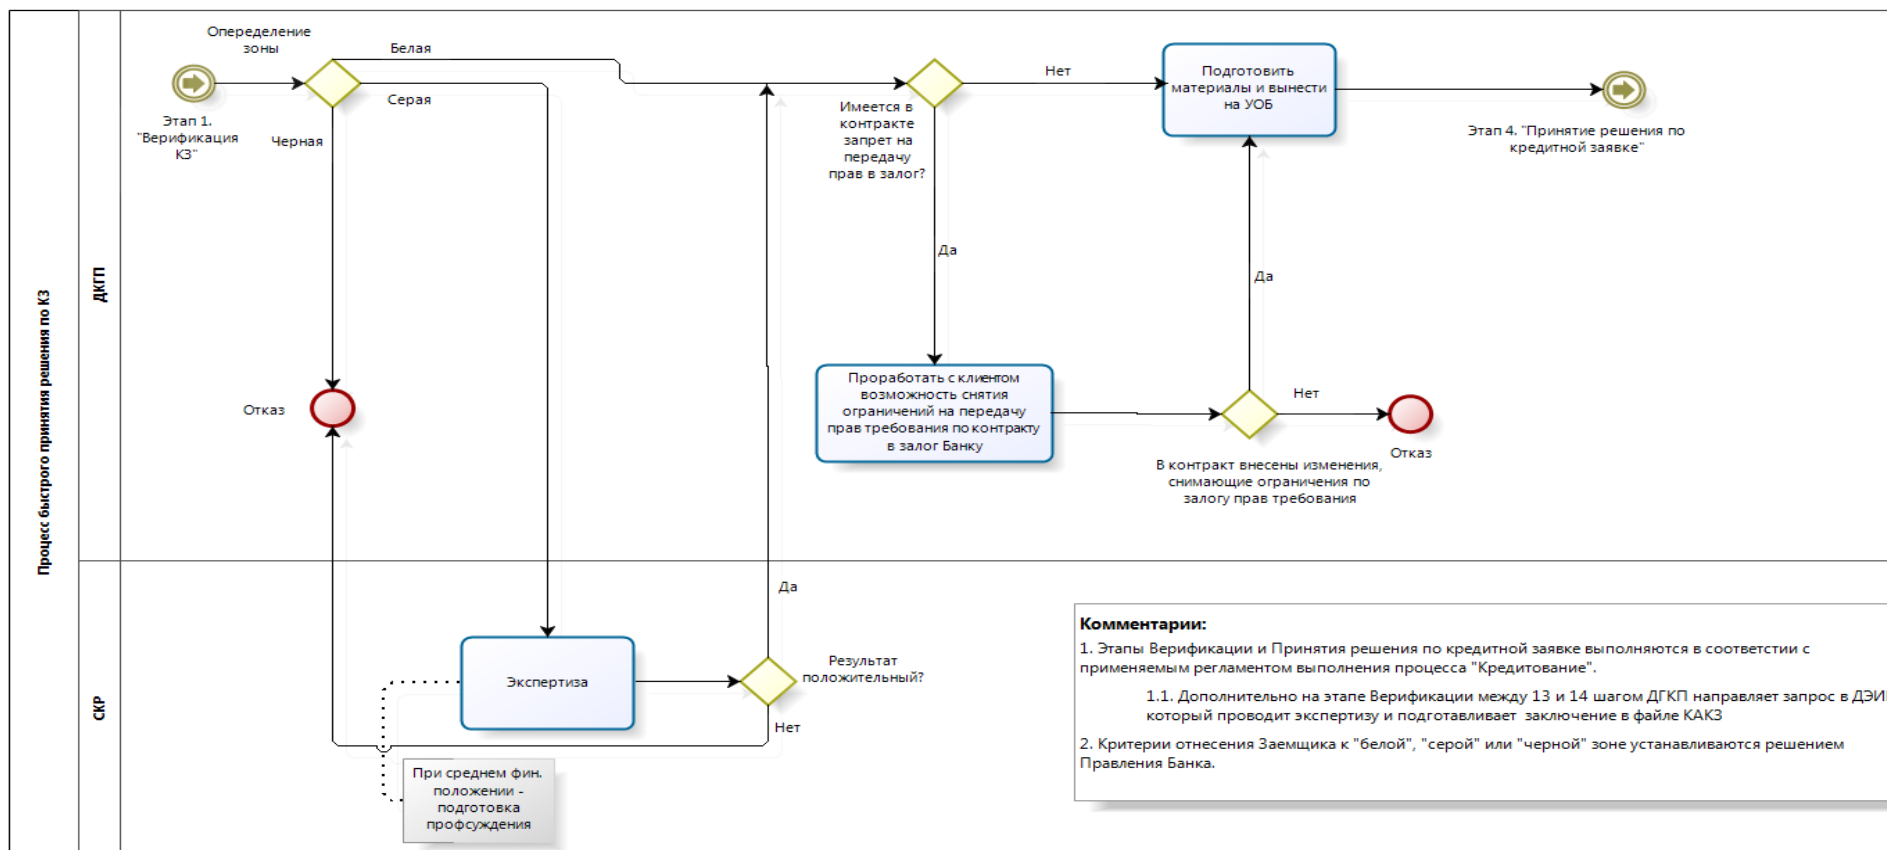 Процесс быстрого принятия решения по КЗ
ДКГП
Опеределение
зоны
Белая
Серая
Черная
Этап 1.
"Верификация
КЗ"
Отказ
Имеется в
контракте
запрет на
передачу
прав в залог?
Нет
Да
Подготовить
материалы и вынести
на УОБ
Этап 4. "Принятие решения по
кредитной заявке"
Проработать с клиентом
возможность снятия
ограничений на передачу
прав требования по контракту
в залог Банку
Да
Нет
Отказ
В контракт внесены изменения,
снимающие ограничения по
залогу прав требования
СКР
Да
Экспертиза
Результат
положительный?
Нет
При среднем фин.
положении -
подготовка
профсуждения
Комментарии:
1. Этапы Верификации и Принятия решения по кредитной заявке выполняются в соответствии с
применяемым регламентом выполнения процесса "Кредитование".
1.1. Дополнительно на этапе Верификации между 13 и 14 шагом ДГКП направляет запрос в
который проводит экспертизу и подготавливает заключение в файле КАКЗ
2. Критерии отнесения Заемщика к "белой", "серой" или "черной" зоне устанавливаются решением
Правления Банка.